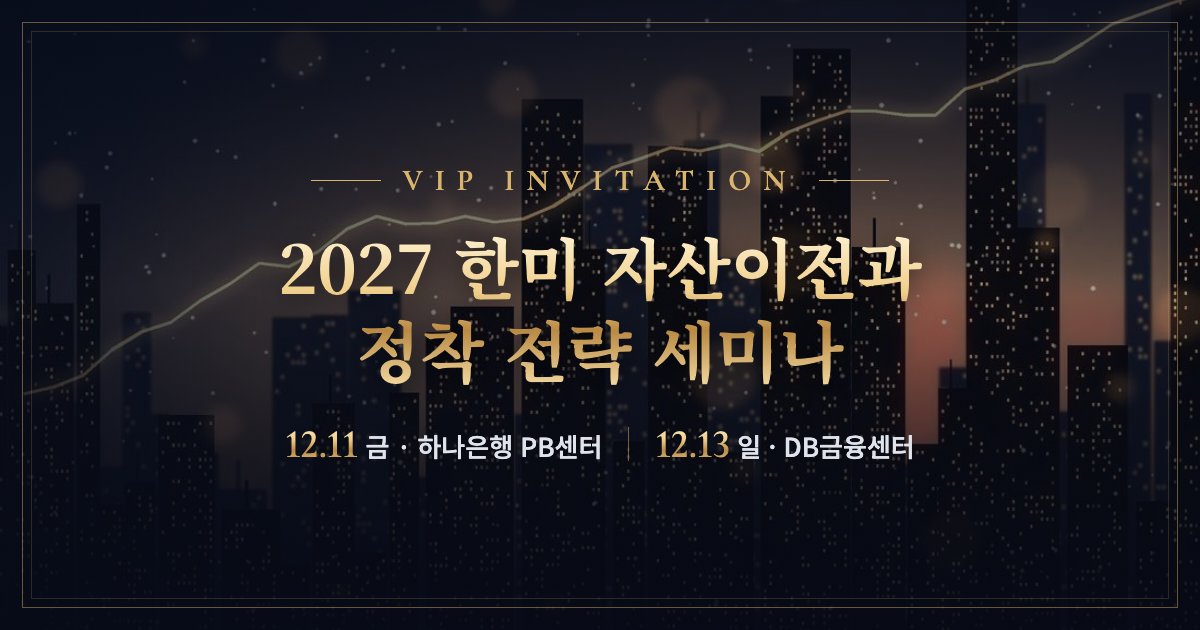 VIP INVITATION
2027 한미 자산이전과
정착 전략 세미나
12.11 금 · 하나은행 PB센터 | 12.13 일 · DB금융센터